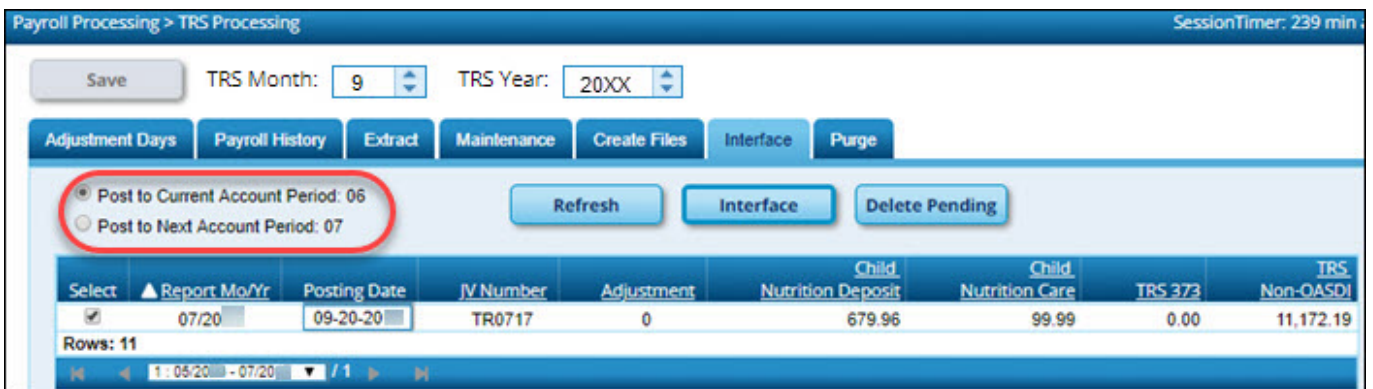 Payroll Processing > TRS Processing SessionTimer: 239 min
Save TRS Month: 9 TRS Year: 20XX
Adjustment Days Payroll History Extract Maintenance Create Files Interface Purge
Post to Current Account Period: 06
Post to Next Account Period: 07
Refresh Interface Delete Pending
Child Child TRS
Select Report Mo/Yr Posting Date JV Number Adjustment Nutrition Deposit Nutrition Care TRS 373 Non-OASDI
07/20 09-20-20 TR0717 0 679.96 99.99 0.00 11,172.19
Rows: 11
1 : 05/20 - 07/20 / 1